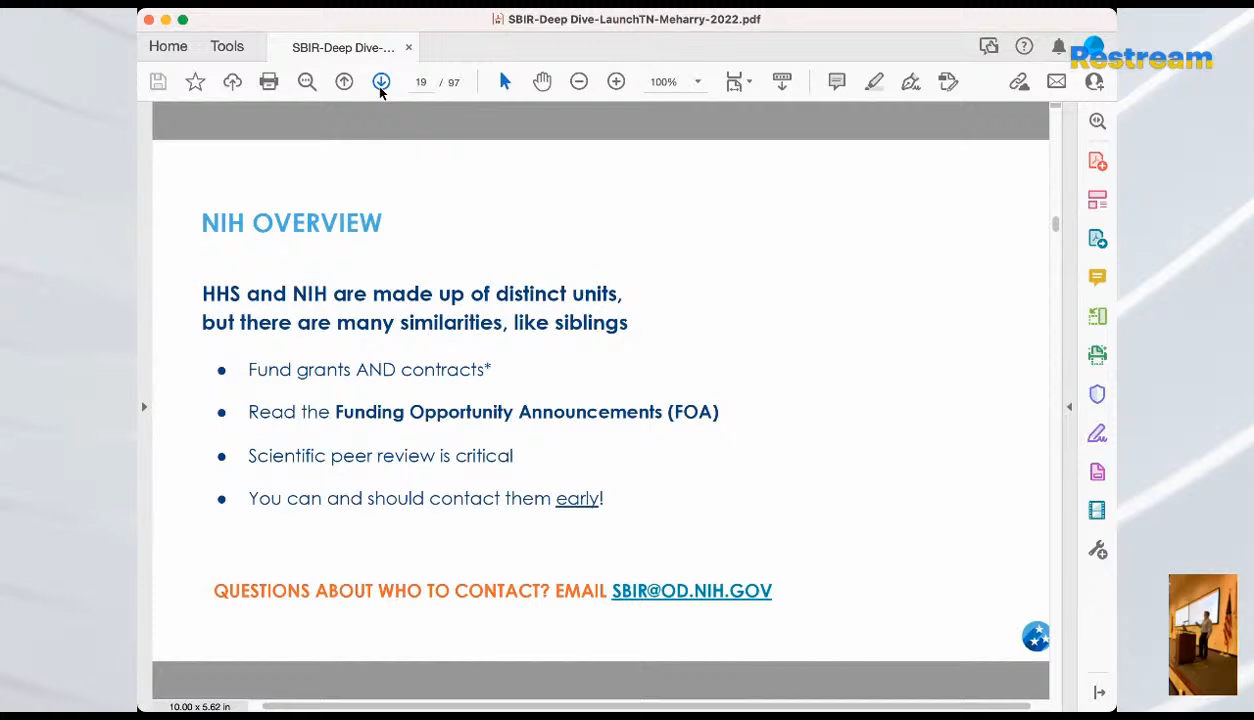 SBIR-Deep Dive-LaunchTN-Meharry-2022.pdf
Home Tools SBIR-Deep Dive-... ×
Restream
19 / 97 100%
NIH OVERVIEW
HHS and NIH are made up of distinct units,
but there are many similarities, like siblings
● Fund grants AND contracts*
● Read the Funding Opportunity Announcements (FOA)
● Scientific peer review is critical
● You can and should contact them early!
QUESTIONS ABOUT WHO TO CONTACT? EMAIL SBIR@OD.NIH.GOV
10.00 x 5.62 in